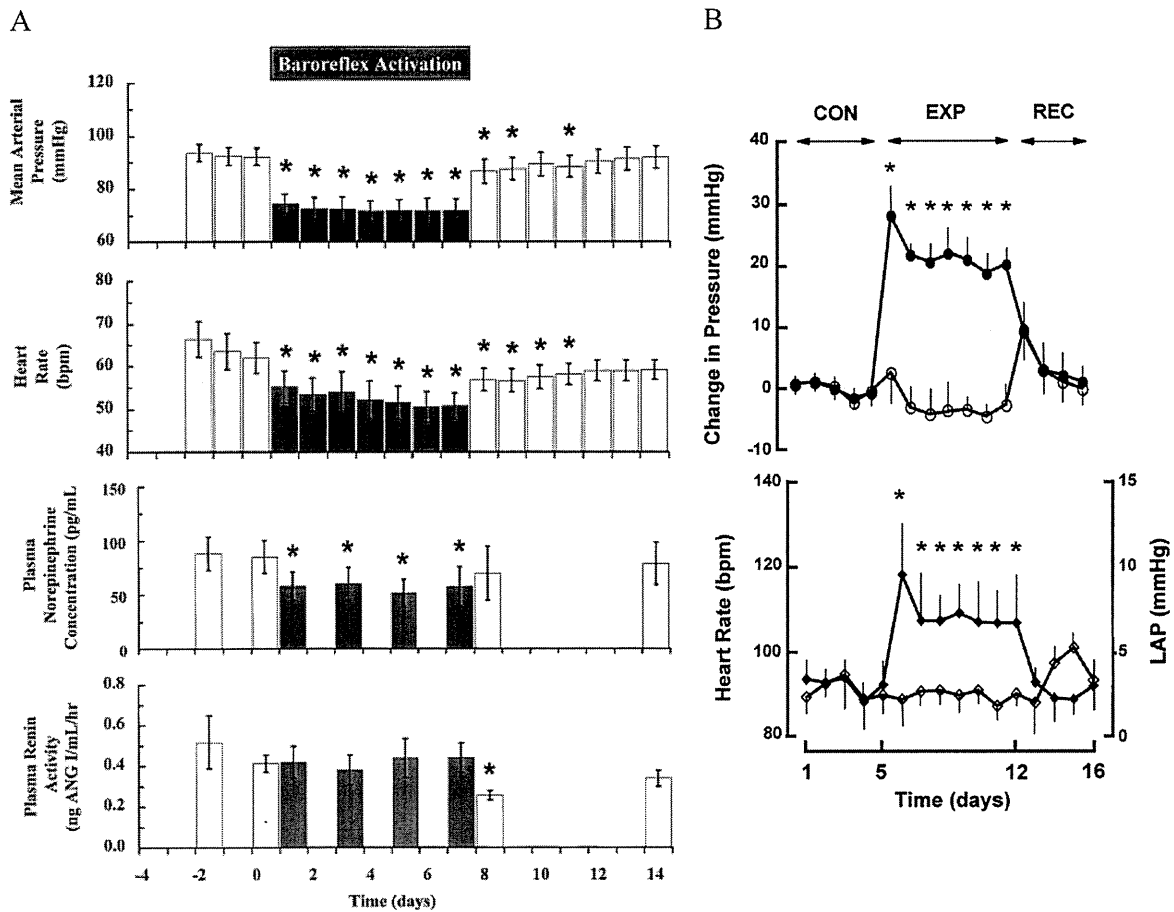 A
Baroreflex Activation
Mean Arterial
Pressure
(mmHg)
120
100
80
60
* * * * * * * * * *
Heart
Rate
(bpm)
80
70
60
50
40
* * * * * * * * * * *
Plasma
Norepinephrine
Concentration (pg/mL)
150
100
50
0
* * * *
Plasma Renin
Activity
(ng ANG I/mL/hr)
0.8
0.6
0.4
0.2
0.0
*
-4 -2 0 2 4 6 8 10 12 14
Time (days)
B
CON EXP REC
Change in Pressure (mmHg)
40
30
20
10
0
-10
* * * * * * *
Heart Rate (bpm)
140
120
100
80
* * * * * * *
15
10
5
0
LAP (mmHg)
1 5 12 16
Time (days)